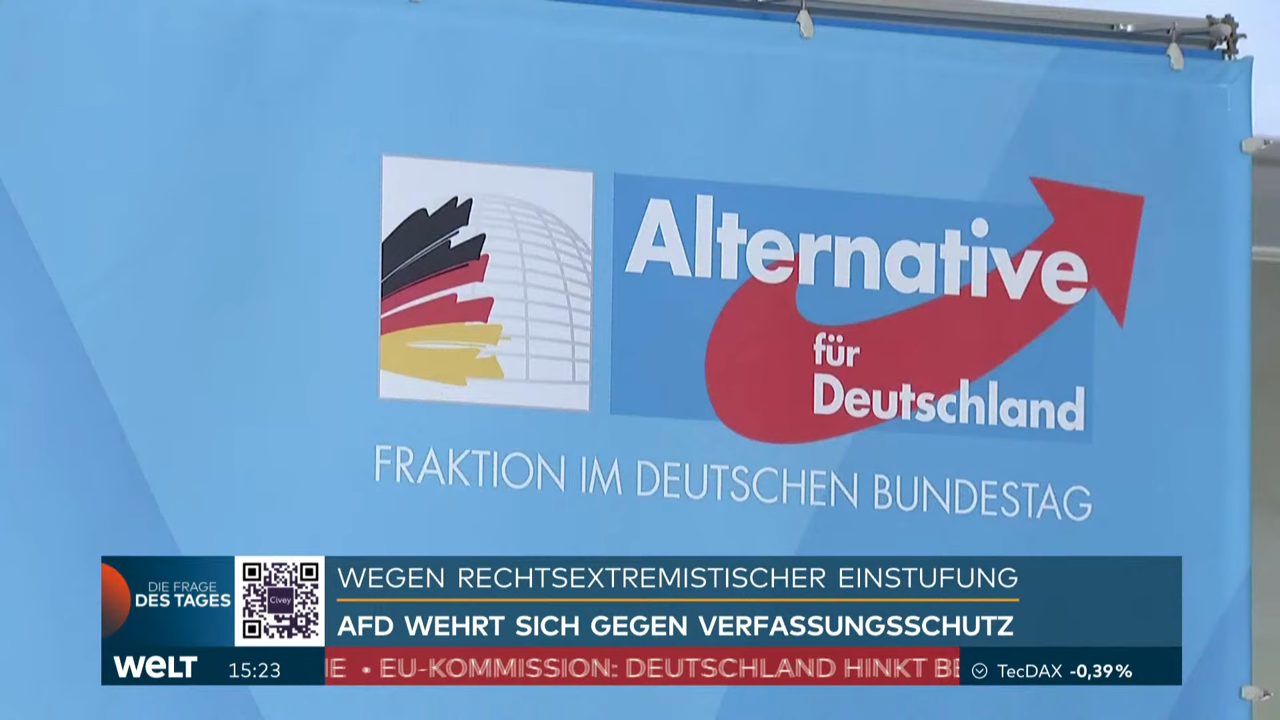 Alternative
für
Deutschland
FRAKTION IM DEUTSCHEN BUNDESTAG
DIE FRAGE
DES TAGES
Civey
WEGEN RECHTSEXTREMISTISCHER EINSTUFUNG
AFD WEHRT SICH GEGEN VERFASSUNGSSCHUTZ
welt 15:23
• EU-KOMMISSION: DEUTSCHLAND HINKT
TecDAX -0,39%